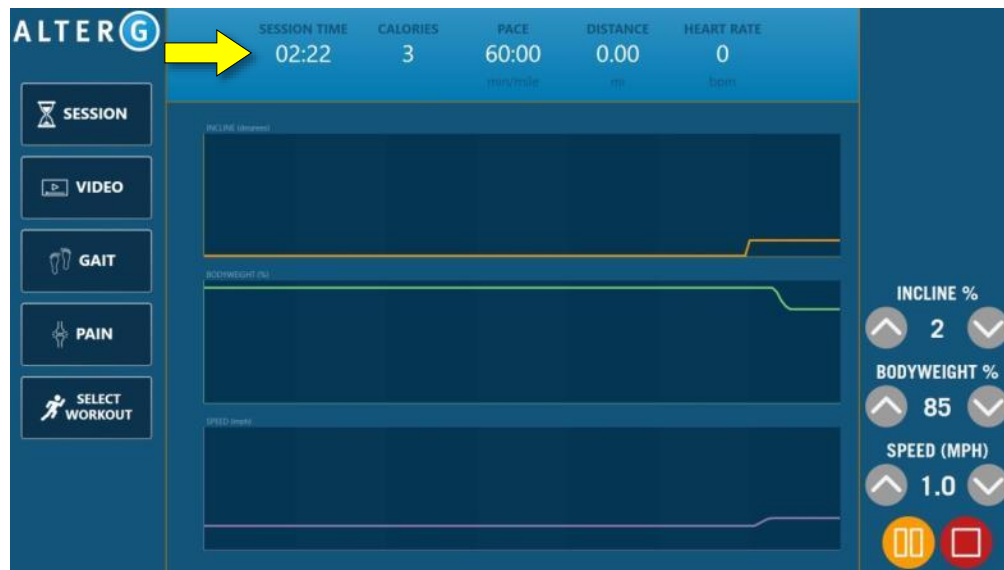 ALTERG
SESSION TIME CALORIES PACE DISTANCE HEART RATE
02:22 3 60:00 0.00 0
min/mile mi bpm
SESSION
VIDEO
GAIT
PAIN
SELECT
WORKOUT
INCLINE (degrees)
BODYWEIGHT (%)
SPEED (mph)
INCLINE %
2
BODYWEIGHT %
85
SPEED (MPH)
1.0